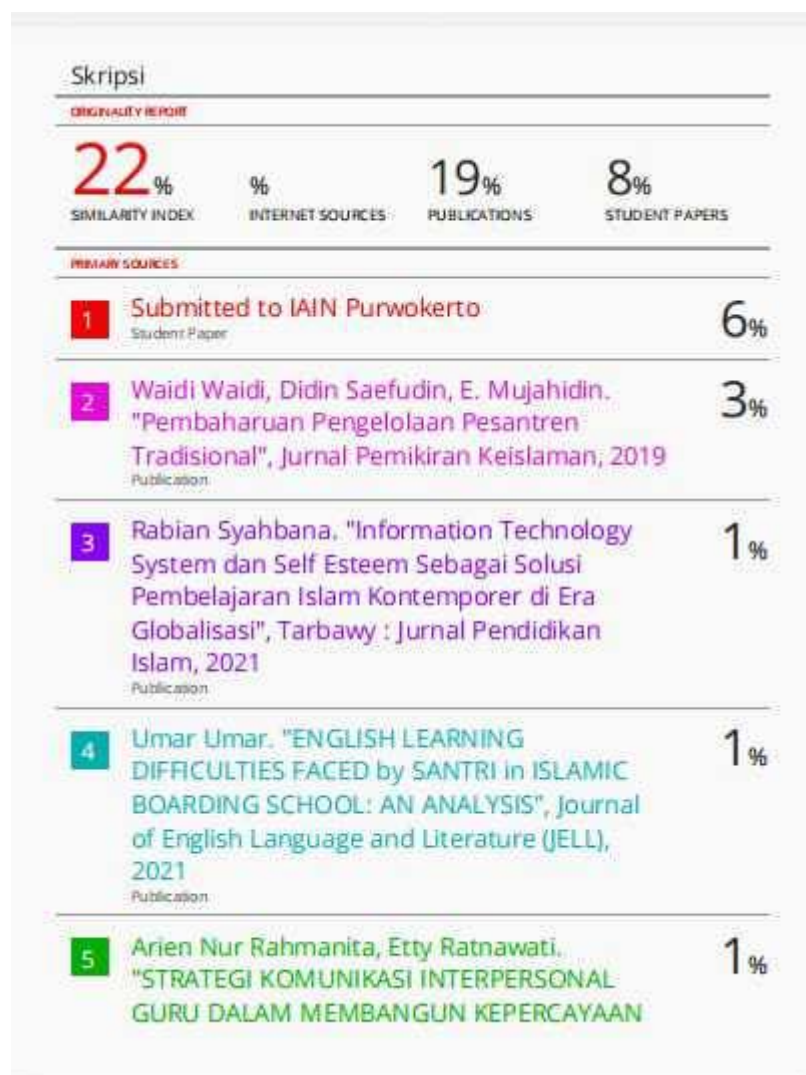 Skripsi
ORIGINALITY REPORT
22% % 19% 8%
SIMILARITY INDEX INTERNET SOURCES PUBLICATIONS STUDENT PAPERS
PRIMARY SOURCES
1 Submitted to IAIN Purwokerto 6%
Student Paper
2 Waidi Waidi, Didin Saefudin, E. Mujahidin. 3%
"Pembaharuan Pengelolaan Pesantren
Tradisional", Jurnal Pemikiran Keislaman, 2019
Publication
3 Rabian Syahbana. "Information Technology 1%
System dan Self Esteem Sebagai Solusi
Pembelajaran Islam Kontemporer di Era
Globalisasi", Tarbawy : Jurnal Pendidikan
Islam, 2021
Publication
4 Umar Umar. "ENGLISH LEARNING 1%
DIFFICULTIES FACED by SANTRI in ISLAMIC
BOARDING SCHOOL: AN ANALYSIS", Journal
of English Language and Literature (JELL),
2021
Publication
5 Arien Nur Rahmanita, Etty Ratnawati. 1%
"STRATEGI KOMUNIKASI INTERPERSONAL
GURU DALAM MEMBANGUN KEPERCAYAAN